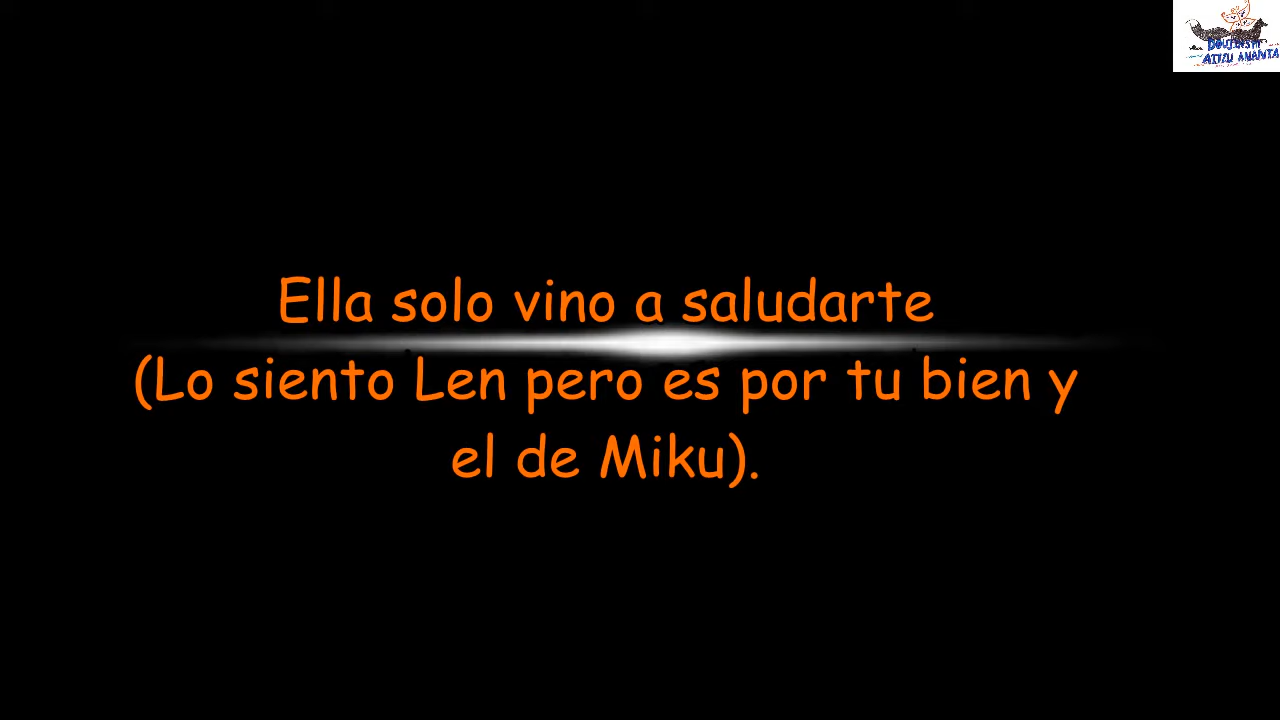 Ella solo vino a saludarte
(Lo siento Len pero es por tu bien y
el de Miku).